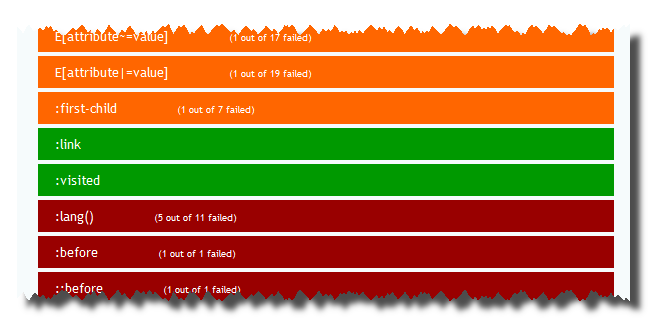 E[attribute~=value] (1 out of 17 failed)
E[attribute|=value] (1 out of 19 failed)
:first-child (1 out of 7 failed)
:link
:visited
:lang() (5 out of 11 failed)
:before (1 out of 1 failed)
::before (1 out of 1 failed)